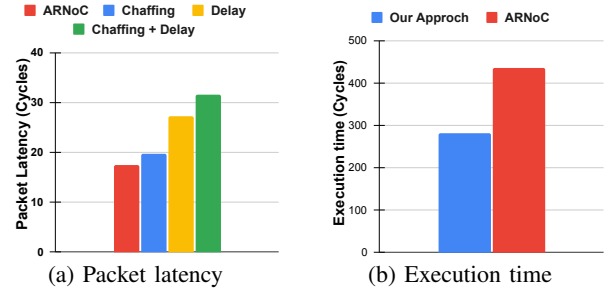 ARNoC Chaffing Delay
Chaffing + Delay
Packet Latency (Cycles)
40
30
20
10
0
(a) Packet latency
Our Approch ARNoC
Execution time (Cycles)
500
400
300
200
100
0
(b) Execution time